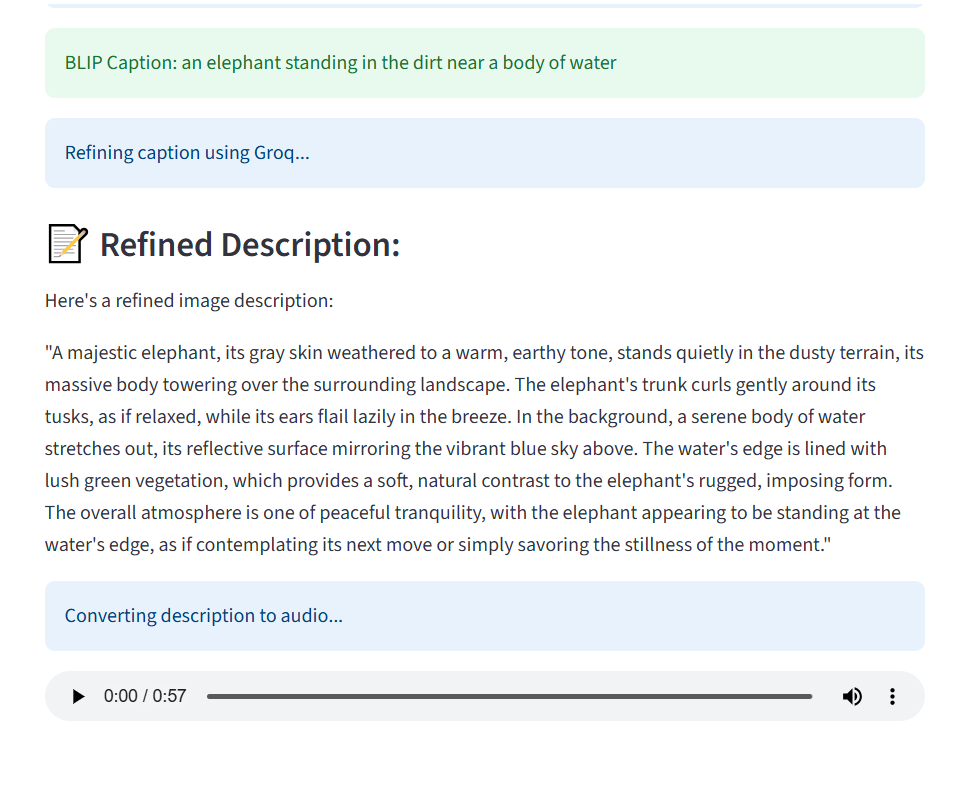 BLIP Caption: an elephant standing in the dirt near a body of water
Refining caption using Groq...
Refined Description:
Here's a refined image description:
"A majestic elephant, its gray skin weathered to a warm, earthy tone, stands quietly in the dusty terrain, its
massive body towering over the surrounding landscape. The elephant's trunk curls gently around its
tusks, as if relaxed, while its ears flail lazily in the breeze. In the background, a serene body of water
stretches out, its reflective surface mirroring the vibrant blue sky above. The water's edge is lined with
lush green vegetation, which provides a soft, natural contrast to the elephant's rugged, imposing form.
The overall atmosphere is one of peaceful tranquility, with the elephant appearing to be standing at the
water's edge, as if contemplating its next move or simply savoring the stillness of the moment."
Converting description to audio...
0:00 / 0:57